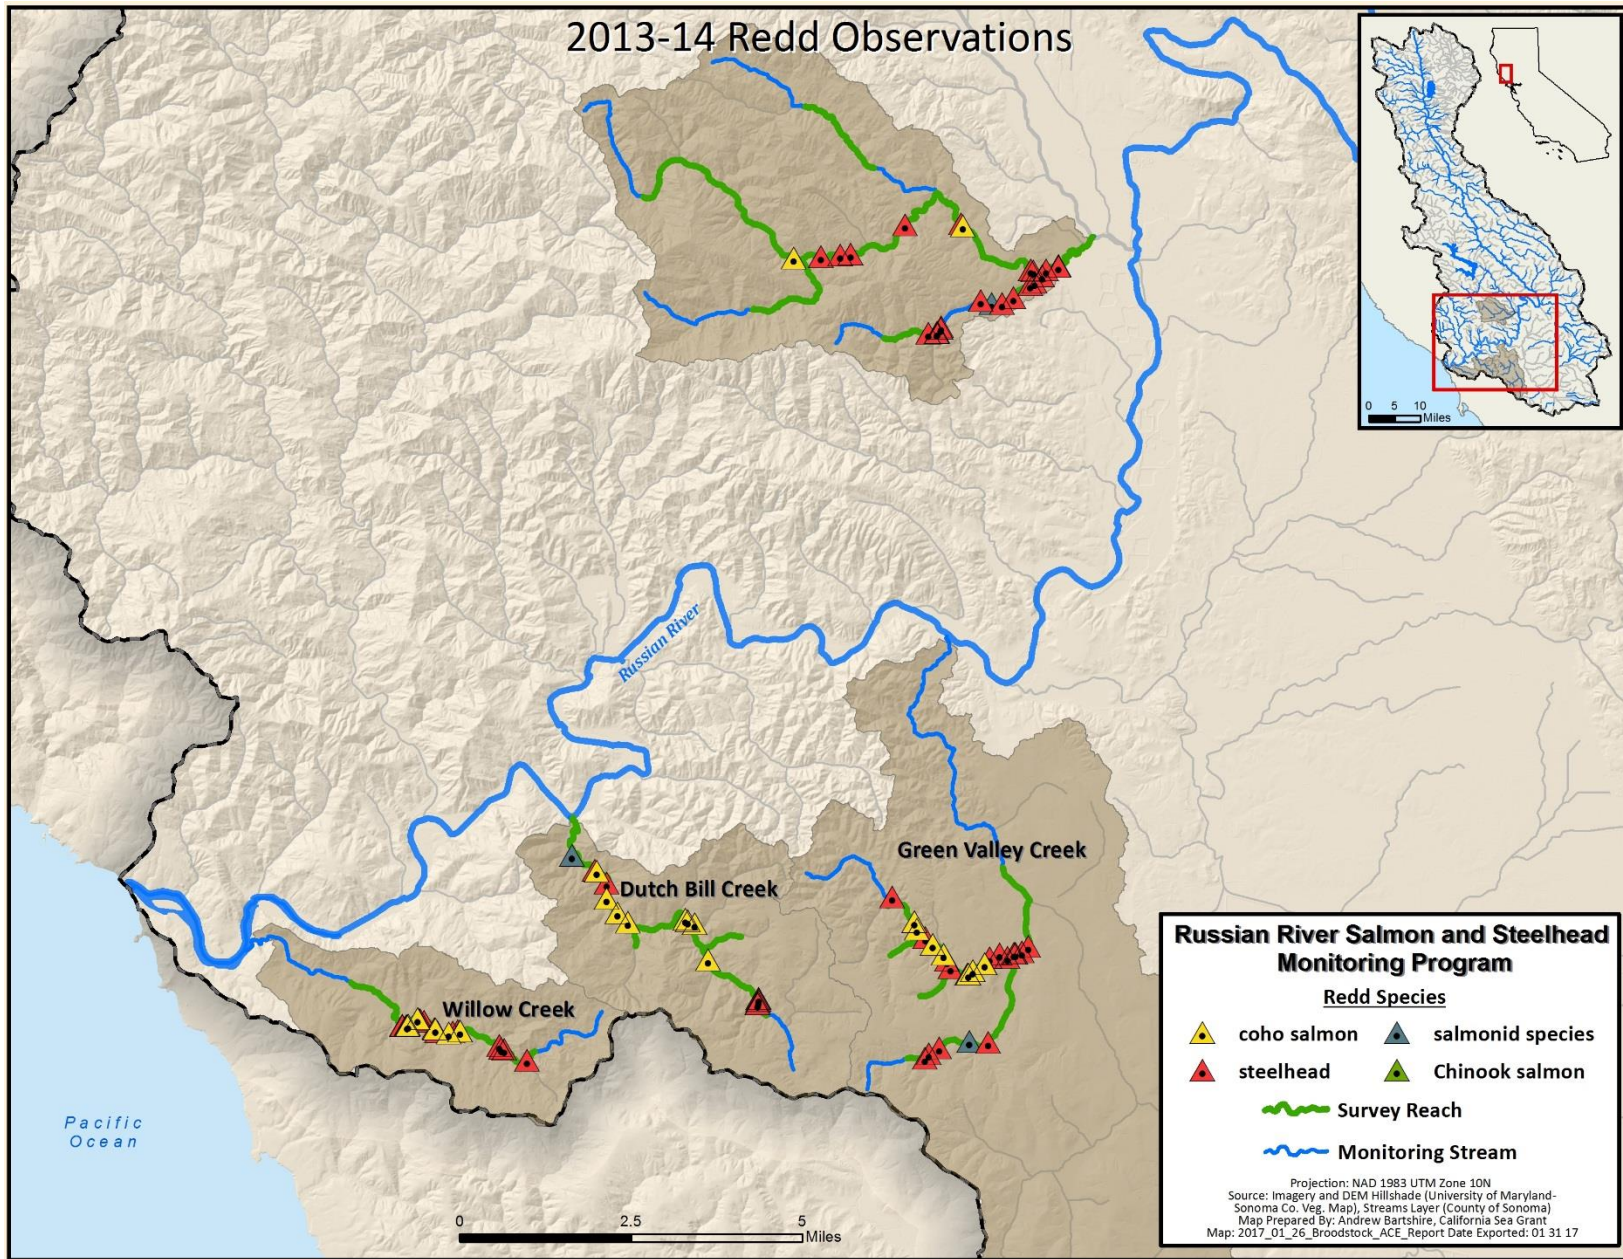 2013-14 Redd Observations
0 5 10
Miles
Russian River
Green Valley Creek
Dutch Bill Creek
Willow Creek
Pacific
Ocean
0 2.5 5
Miles
Russian River Salmon and Steelhead
Monitoring Program
Redd Species
coho salmon salmonid species
steelhead Chinook salmon
Survey Reach
Monitoring Stream
Projection: NAD 1983 UTM Zone 10N
Source: Imagery and DEM Hillshade (University of Maryland-
Sonoma Co. Veg. Map), Streams Layer (County of Sonoma)
Map Prepared By: Andrew Bartshire, California Sea Grant
Map: 2017_01_26_Broodstock_ACE_Report Date Exported: 01 31 17